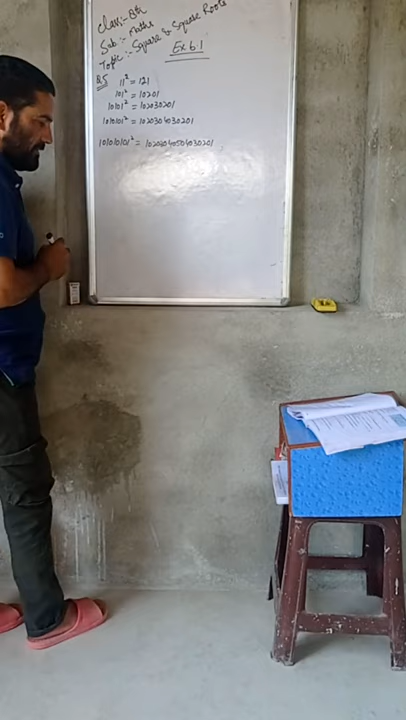 Class:- 8th
Sub:- Maths
Topic:- Square & Square Roots
Ex 6.1
Q.5 11² = 121
101² = 10201
10101² = 102030201
1010101² = 1020304030201
101010101² = 10203040504030201